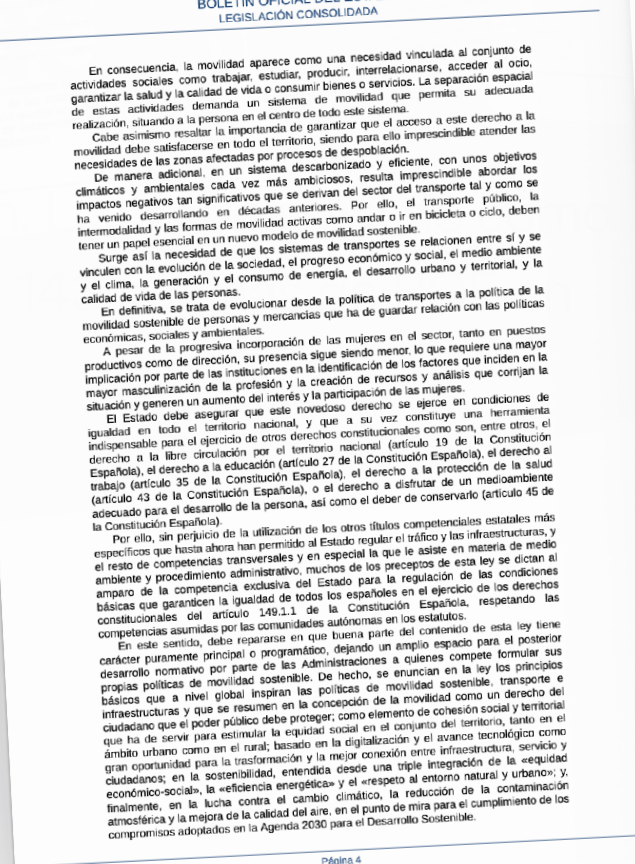 BOLETÍN OFICIAL DEL
LEGISLACIÓN CONSOLIDADA
En consecuencia, la movilidad aparece como una necesidad vinculada al conjunto de
actividades sociales como trabajar, estudiar, producir, interrelacionarse, acceder al ocio,
garantizar la salud y la calidad de vida o consumir bienes o servicios. La separación espacial
de estas actividades demanda un sistema de movilidad que permita su adecuada
realización, situando a la persona en el centro de todo este sistema.
Cabe asimismo resaltar la importancia de garantizar que el acceso a este derecho a la
movilidad debe satisfacerse en todo el territorio, siendo para ello imprescindible atender las
necesidades de las zonas afectadas por procesos de despoblación.
De manera adicional, en un sistema descarbonizado y eficiente, con unos objetivos
climáticos y ambientales cada vez más ambiciosos, resulta imprescindible abordar los
impactos negativos tan significativos que se derivan del sector del transporte tal y como se
ha venido desarrollando en décadas anteriores. Por ello, el transporte público, la
intermodalidad y las formas de movilidad activas como andar o ir en bicicleta o ciclo, deben
tener un papel esencial en un nuevo modelo de movilidad sostenible.
Surge así la necesidad de que los sistemas de transportes se relacionen entre sí y se
vinculen con la evolución de la sociedad, el progreso económico y social, el medio ambiente
y el clima, la generación y el consumo de energía, el desarrollo urbano y territorial, y la
calidad de vida de las personas.
En definitiva, se trata de evolucionar desde la política de transportes a la política de la
movilidad sostenible de personas y mercancías que ha de guardar relación con las políticas
económicas, sociales y ambientales.
A pesar de la progresiva incorporación de las mujeres en el sector, tanto en puestos
productivos como de dirección, su presencia sigue siendo menor, lo que requiere una mayor
implicación por parte de las instituciones en la identificación de los factores que inciden en la
mayor masculinización de la profesión y la creación de recursos y análisis que corrijan la
situación y generen un aumento del interés y la participación de las mujeres.
El Estado debe asegurar que este novedoso derecho se ejerce en condiciones de
igualdad en todo el territorio nacional, y que a su vez constituye una herramienta
indispensable para el ejercicio de otros derechos constitucionales como son, entre otros, el
derecho a la libre circulación por el territorio nacional (artículo 19 de la Constitución
Española), el derecho a la educación (artículo 27 de la Constitución Española), el derecho al
trabajo (artículo 35 de la Constitución Española), el derecho a la protección de la salud
(artículo 43 de la Constitución Española), o el derecho a disfrutar de un medioambiente
adecuado para el desarrollo de la persona, así como el deber de conservarlo (artículo 45 de
la Constitución Española).
Por ello, sin perjuicio de la utilización de los otros títulos competenciales estatales más
específicos que hasta ahora han permitido al Estado regular el tráfico y las infraestructuras, y
el resto de competencias transversales y en especial la que le asiste en materia de medio
ambiente y procedimiento administrativo, muchos de los preceptos de esta ley se dictan al
amparo de la competencia exclusiva del Estado para la regulación de las condiciones
básicas que garanticen la igualdad de todos los españoles en el ejercicio de los derechos
constitucionales del artículo 149.1.1 de la Constitución Española, respetando las
competencias asumidas por las comunidades autónomas en los estatutos.
En este sentido, debe repararse en que buena parte del contenido de esta ley tiene
carácter puramente principal o programático, dejando un amplio espacio para el posterior
desarrollo normativo por parte de las Administraciones a quienes compete formular sus
propias políticas de movilidad sostenible. De hecho, se enuncian en la ley los principios
básicos que a nivel global inspiran las políticas de movilidad sostenible, transporte e
infraestructuras y que se resumen en la concepción de la movilidad como un derecho del
ciudadano que el poder público debe proteger; como elemento de cohesión social y territorial
que ha de servir para estimular la equidad social en el conjunto del territorio, tanto en el
ámbito urbano como en el rural; basado en la digitalización y el avance tecnológico como
gran oportunidad para la trasformación y la mejor conexión entre infraestructura, servicio y
ciudadanos; en la sostenibilidad, entendida desde una triple integración de la «equidad
económico-social», la «eficiencia energética» y el «respeto al entorno natural y urbano»; y,
finalmente, en la lucha contra el cambio climático, la reducción de la contaminación
atmosférica y la mejora de la calidad del aire, en el punto de mira para el cumplimiento de los
compromisos adoptados en la Agenda 2030 para el Desarrollo Sostenible.
Página 4